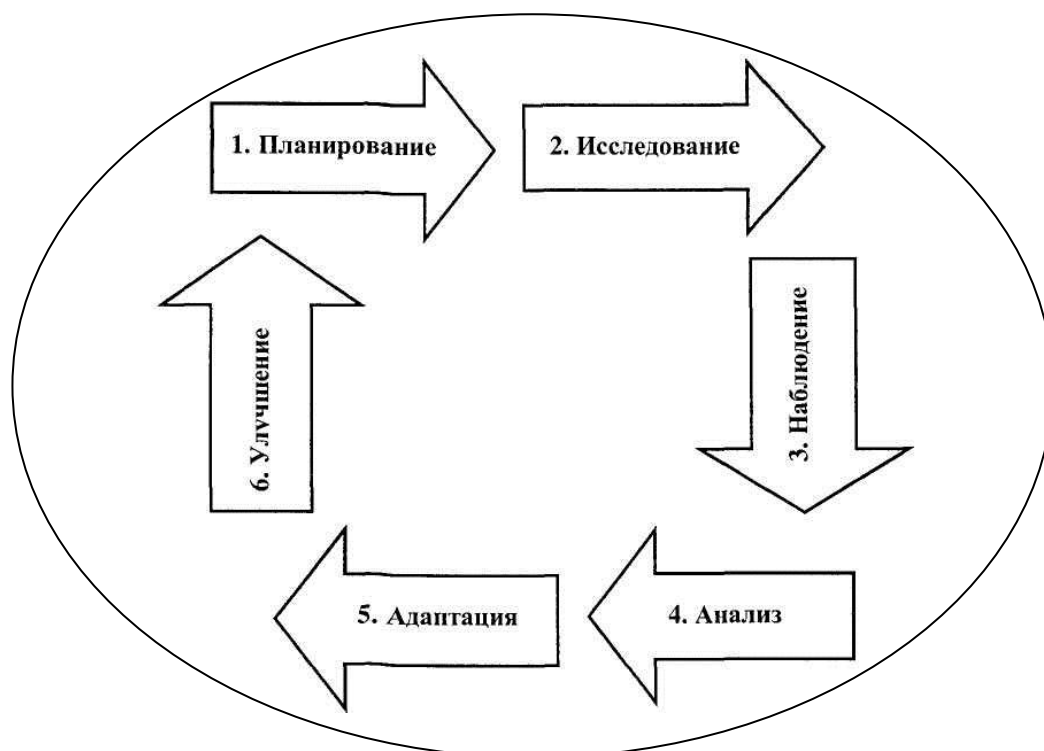 1. Планирование
2. Исследование
3. Наблюдение
4. Анализ
5. Адаптация
6. Улучшение